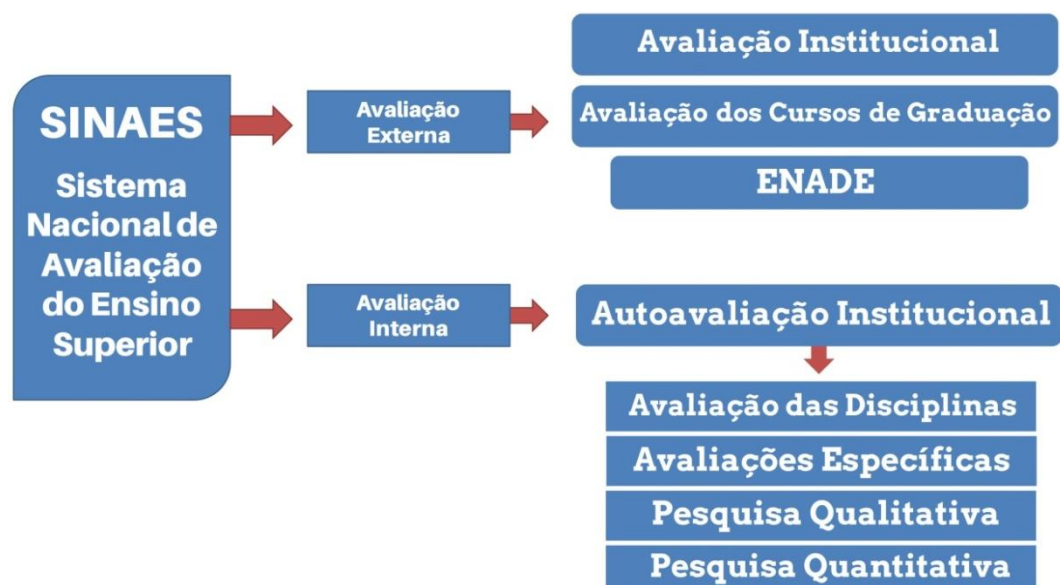 SINAES
Sistema
Nacional de
Avaliação
do Ensino
Superior
Avaliação
Externa
Avaliação Institucional
Avaliação dos Cursos de Graduação
ENADE
Avaliação
Interna
Autoavaliação Institucional
Avaliação das Disciplinas
Avaliações Específicas
Pesquisa Qualitativa
Pesquisa Quantitativa